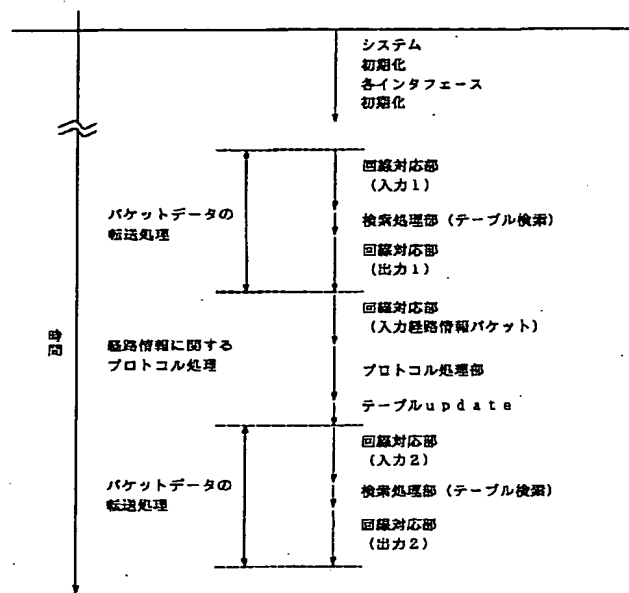 システム
初期化
各インタフェース
初期化
回線対応部
(入力1)
パケットデータの
転送処理
検索処理部(テーブル検索)
回線対応部
(出力1)
回線対応部
(入力経路情報パケット)
時間
経路情報に関する
プロトコル処理
プロトコル処理部
テーブルupdate
回線対応部
(入力2)
パケットデータの
転送処理
検索処理部(テーブル検索)
回線対応部
(出力2)